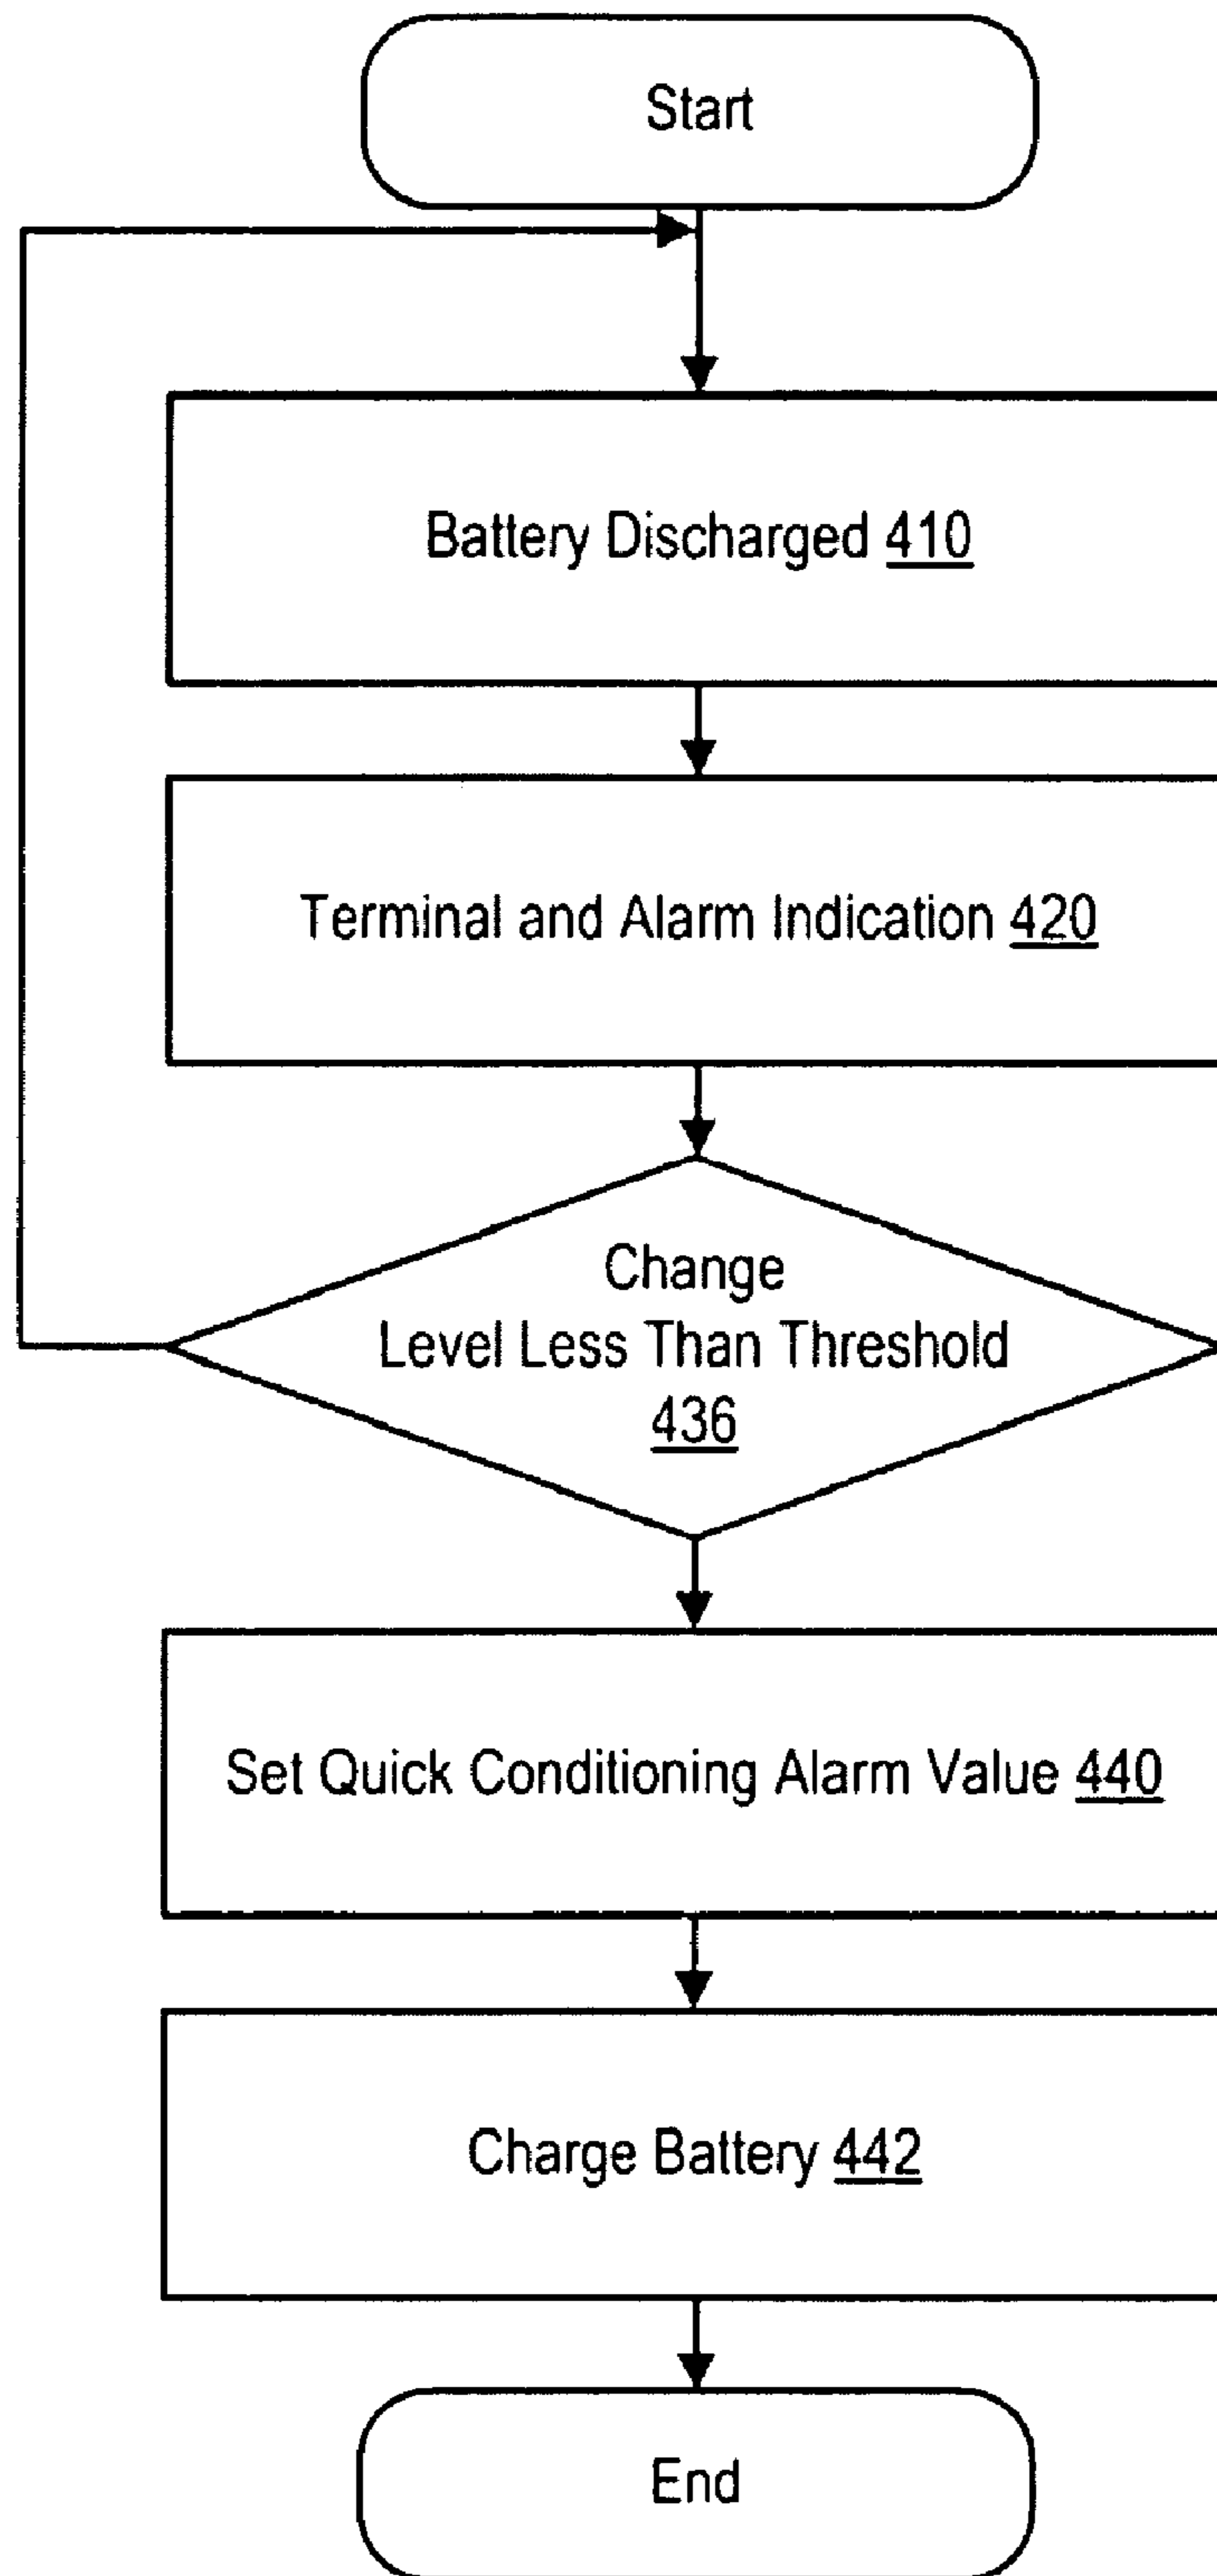 Start
Battery Discharged 410
Terminal and Alarm Indication 420
Change
Level Less Than Threshold
436
Set Quick Conditioning Alarm Value 440
Charge Battery 442
End